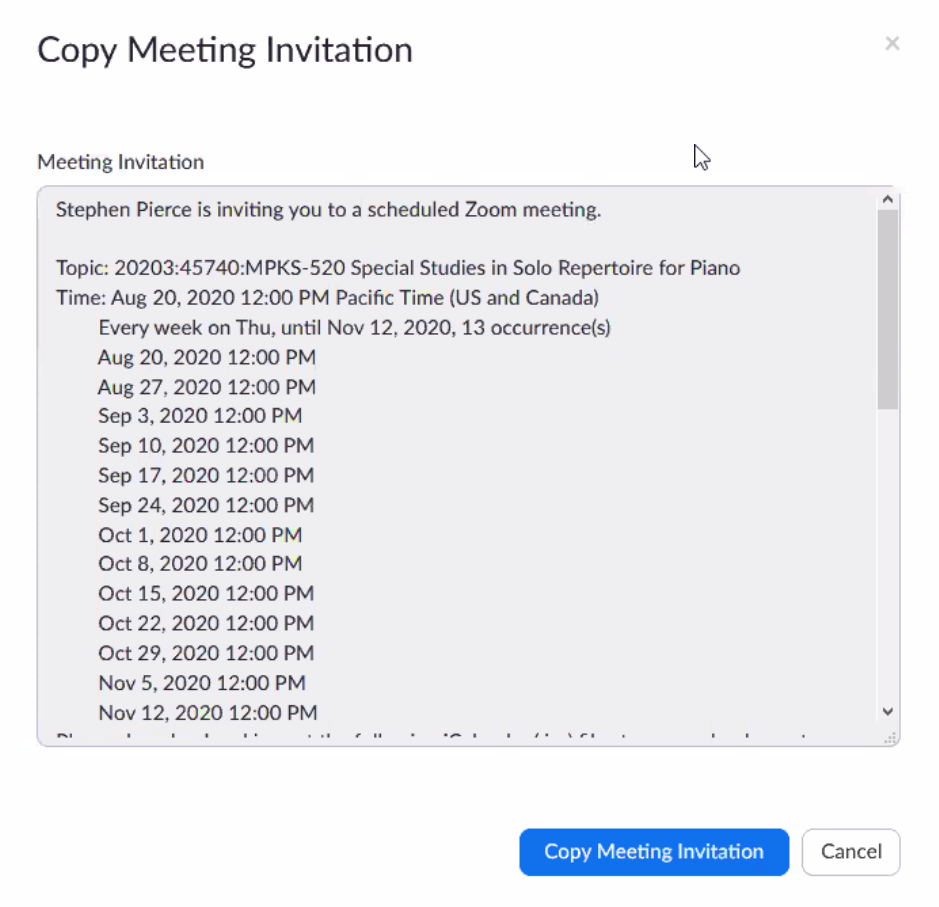 Copy Meeting Invitation
Meeting Invitation
Stephen Pierce is inviting you to a scheduled Zoom meeting.
Topic: 20203:45740:MPKS-520 Special Studies in Solo Repertoire for Piano
Time: Aug 20, 2020 12:00 PM Pacific Time (US and Canada)
Every week on Thu, until Nov 12, 2020, 13 occurrence(s)
Aug 20, 2020 12:00 PM
Aug 27, 2020 12:00 PM
Sep 3, 2020 12:00 PM
Sep 10, 2020 12:00 PM
Sep 17, 2020 12:00 PM
Sep 24, 2020 12:00 PM
Oct 1, 2020 12:00 PM
Oct 8, 2020 12:00 PM
Oct 15, 2020 12:00 PM
Oct 22, 2020 12:00 PM
Oct 29, 2020 12:00 PM
Nov 5, 2020 12:00 PM
Nov 12, 2020 12:00 PM
Copy Meeting Invitation
Cancel